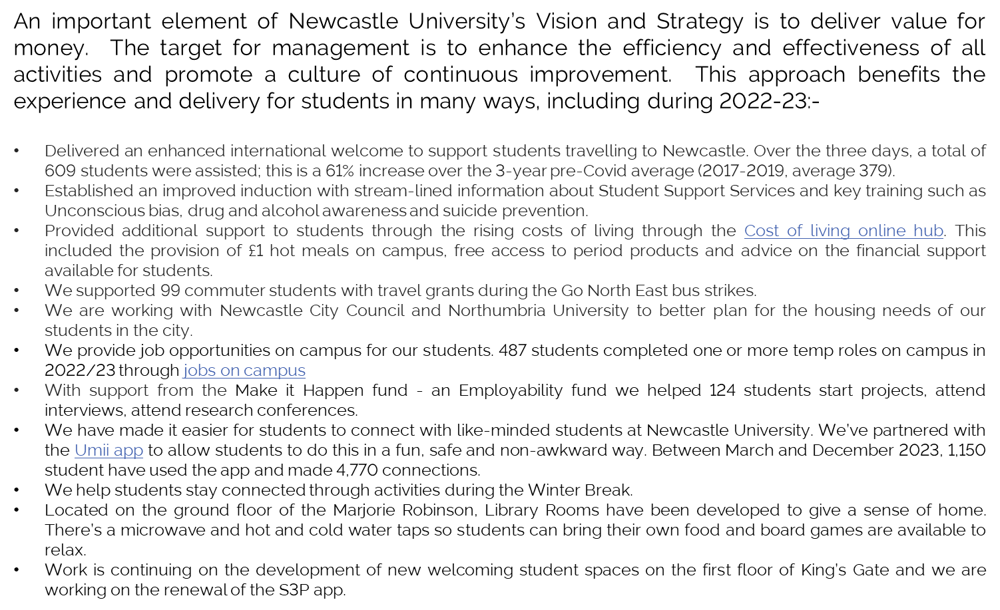 An important element of Newcastle University's Vision and Strategy is to deliver value for
money. The target for management is to enhance the efficiency and effectiveness of all
activities and promote a culture of continuous improvement. This approach benefits the
experience and delivery for students in many ways, including during 2022-23:-
• Delivered an enhanced international welcome to support students travelling to Newcastle. Over the three days, a total of
609 students were assisted; this is a 61% increase over the 3-year pre-Covid average (2017-2019, average 379).
• Established an improved induction with stream-lined information about Student Support Services and key training such as
Unconscious bias, drug and alcohol awareness and suicide prevention.
• Provided additional support to students through the rising costs of living through the Cost of living online hub. This
included the provision of £1 hot meals on campus, free access to period products and advice on the financial support
available for students.
• We supported 99 commuter students with travel grants during the Go North East bus strikes.
• We are working with Newcastle City Council and Northumbria University to better plan for the housing needs of our
students in the city.
• We provide job opportunities on campus for our students. 487 students completed one or more temp roles on campus in
2022/23 through jobs on campus
• With support from the Make it Happen fund - an Employability fund we helped 124 students start projects, attend
interviews, attend research conferences.
• We have made it easier for students to connect with like-minded students at Newcastle University. We've partnered with
the Umii app to allow students to do this in a fun, safe and non-awkward way. Between March and December 2023, 1,150
student have used the app and made 4,770 connections.
• We help students stay connected through activities during the Winter Break.
• Located on the ground floor of the Marjorie Robinson, Library Rooms have been developed to give a sense of home.
There's a microwave and hot and cold water taps so students can bring their own food and board games are available to
relax.
• Work is continuing on the development of new welcoming student spaces on the first floor of King's Gate and we are
working on the renewal of the S3P app.